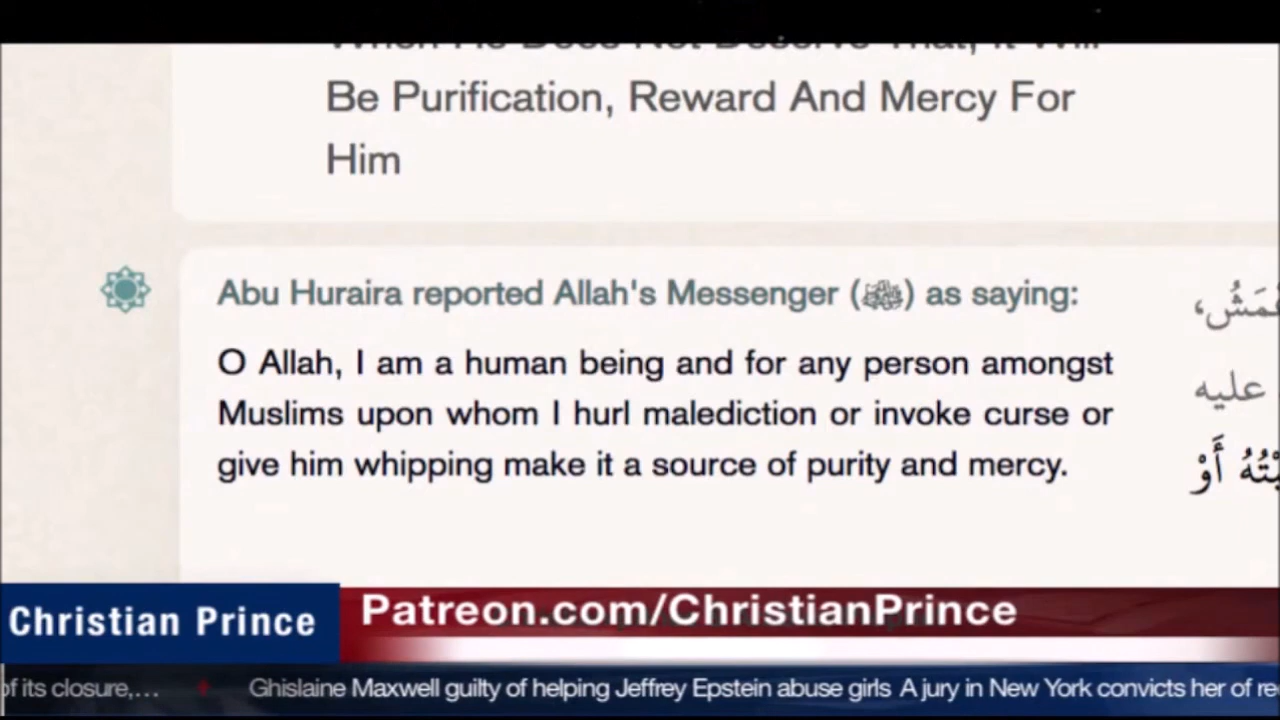 Be Purification, Reward And Mercy For
Him
Abu Huraira reported Allah's Messenger (ﷺ) as saying:
O Allah, I am a human being and for any person amongst
Muslims upon whom I hurl malediction or invoke curse or
give him whipping make it a source of purity and mercy.
عليه
أَوْ
Christian Prince
Patreon.com/ChristianPrince
of its closure,...
Ghislaine Maxwell guilty of helping Jeffrey Epstein abuse girls A jury in New York convicts her of re